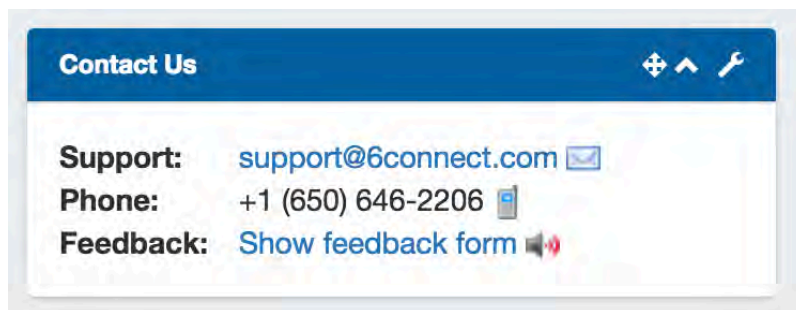 Contact Us
Support: support@6connect.com
Phone: +1 (650) 646-2206
Feedback: Show feedback form